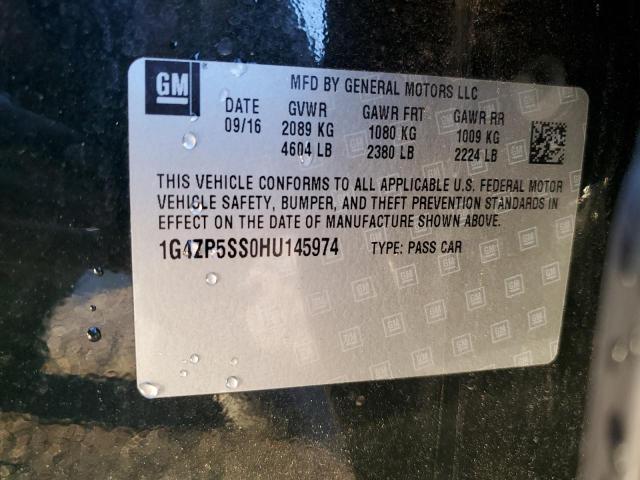 GM
MFD BY GENERAL MOTORS LLC
DATE GVWR GAWR FRT GAWR RR
09/16 2089 KG 1080 KG 1009 KG
4604 LB 2380 LB 2224 LB
THIS VEHICLE CONFORMS TO ALL APPLICABLE U.S. FEDERAL MOTOR
VEHICLE SAFETY, BUMPER, AND THEFT PREVENTION STANDARDS IN
EFFECT ON THE DATE OF MANUFACTURE SHOWN ABOVE.
1G4ZP5SS0HU145974 TYPE: PASS CAR